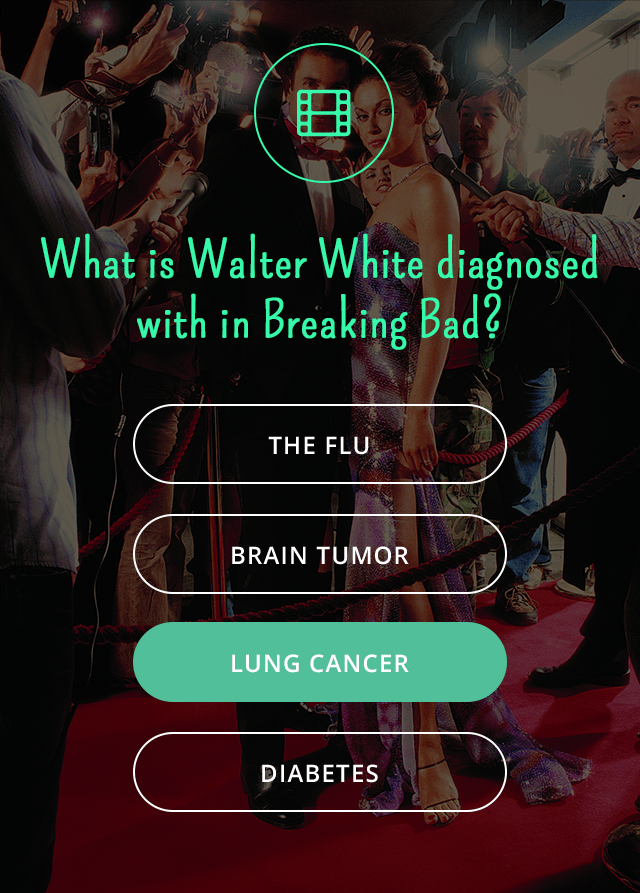 What is Walter White diagnosed
with in Breaking Bad?
THE FLU
BRAIN TUMOR
LUNG CANCER
DIABETES